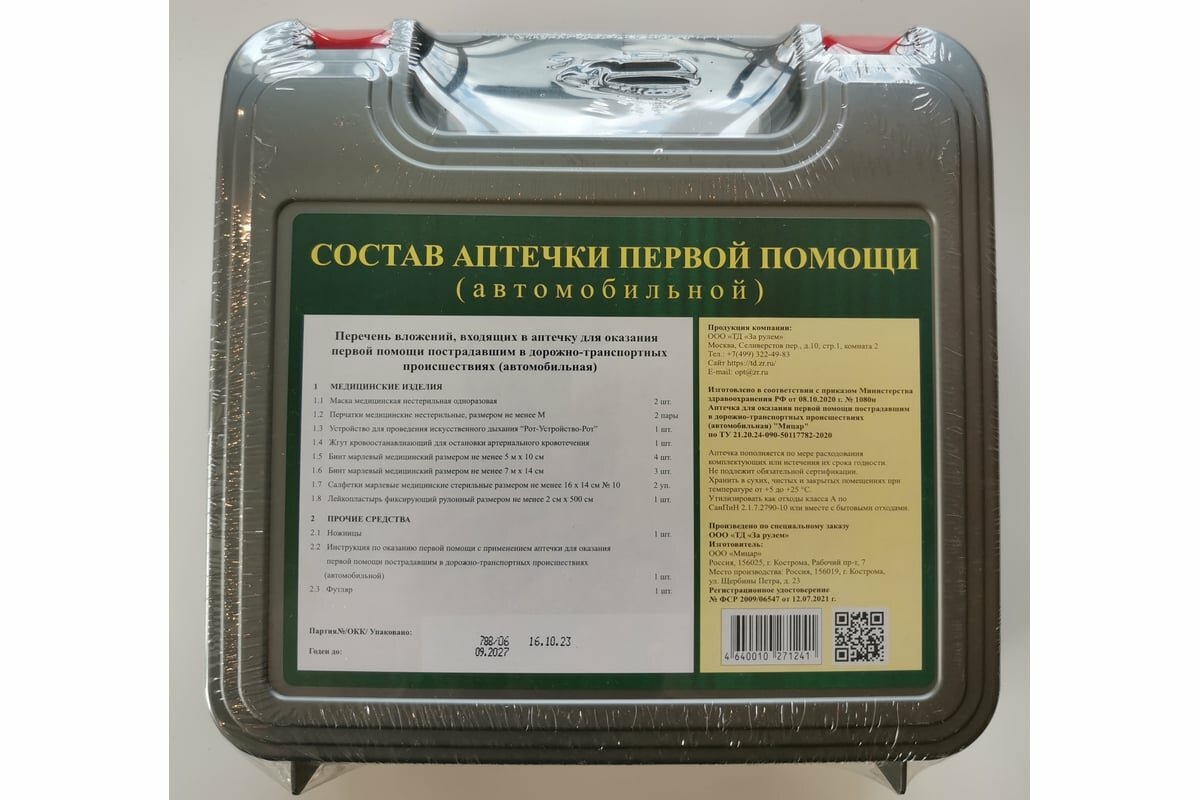 СОСТАВ АПТЕЧКИ ПЕРВОЙ ПОМОЩИ
(автомобильной)
Перечень вложений, входящих в аптечку для оказания
первой помощи пострадавшим в дорожно-транспортных
происшествиях (автомобильная)
1 МЕДИЦИНСКИЕ ИЗДЕЛИЯ
1.1 Маска медицинская нестерильная одноразовая 2 шт.
1.2 Перчатки медицинские нестерильные, размером не менее М 2 пары
1.3 Устройство для проведения искусственного дыхания "Рот-Устройство-Рот" 1 шт.
1.4 Жгут кровоостанавлиающий для остановки артериального кровотечения 1 шт.
1.5 Бинт марлевый медицинский размером не менее 5 м х 10 см 4 шт.
1.6 Бинт марлевый медицинский размером не менее 7 м х 14 см 3 шт.
1.7 Салфетки марлевые медицинские стерильные размером не менее 16 х 14 см № 10 2 уп.
1.8 Лейкопластырь фиксирующий рулонный размером не менее 2 см х 500 см 1 шт.
2 ПРОЧИЕ СРЕДСТВА
2.1 Ножницы 1 шт.
2.2 Инструкция по оказанию первой помощи с применением аптечки для оказания
первой помощи пострадавшим в дорожно-транспортных происшествиях
(автомобильной) 1 шт.
2.3 Футляр 1 шт.
Партия№/ОКК/ Упаковано: 788/06 16.10.23
Годен до: 09.2027
Продукция компании:
ООО «ТД «За рулем»
Москва, Селиверстов пер., д.10, стр.1, комната 2
Тел.: +7(499) 322-49-83
Сайт https://td.zr.ru/
E-mail: opt@zr.ru
Изготовлено в соответствии с приказом Министерства
здравоохранения РФ от 08.10.2020 г. № 1080н
Аптечка для оказания первой помощи пострадавшим
в дорожно-транспортных происшествиях
(автомобильная) "Мицар"
по ТУ 21.20.24-090-50117782-2020
Аптечка пополняется по мере расходования
комплектующих или истечения их срока годности.
Не подлежит обязательной сертификации.
Хранить в сухих, чистых и закрытых помещениях при
температуре от +5 до +25 °С.
Утилизировать как отходы класса А по
СанПиН 2.1.7.2790-10 или вместе с бытовыми отходами.
Произведено по специальному заказу
ООО «ТД «За рулем»
Изготовитель:
ООО «Мицар»
Россия, 156025, г. Кострома, Рабочий пр-т, 7
Место производства: Россия, 156019, г. Кострома,
ул. Щербины Петра, д. 23
Регистрационное удостоверение
№ ФСР 2009/06547 от 12.07.2021 г.
4 640010 271241